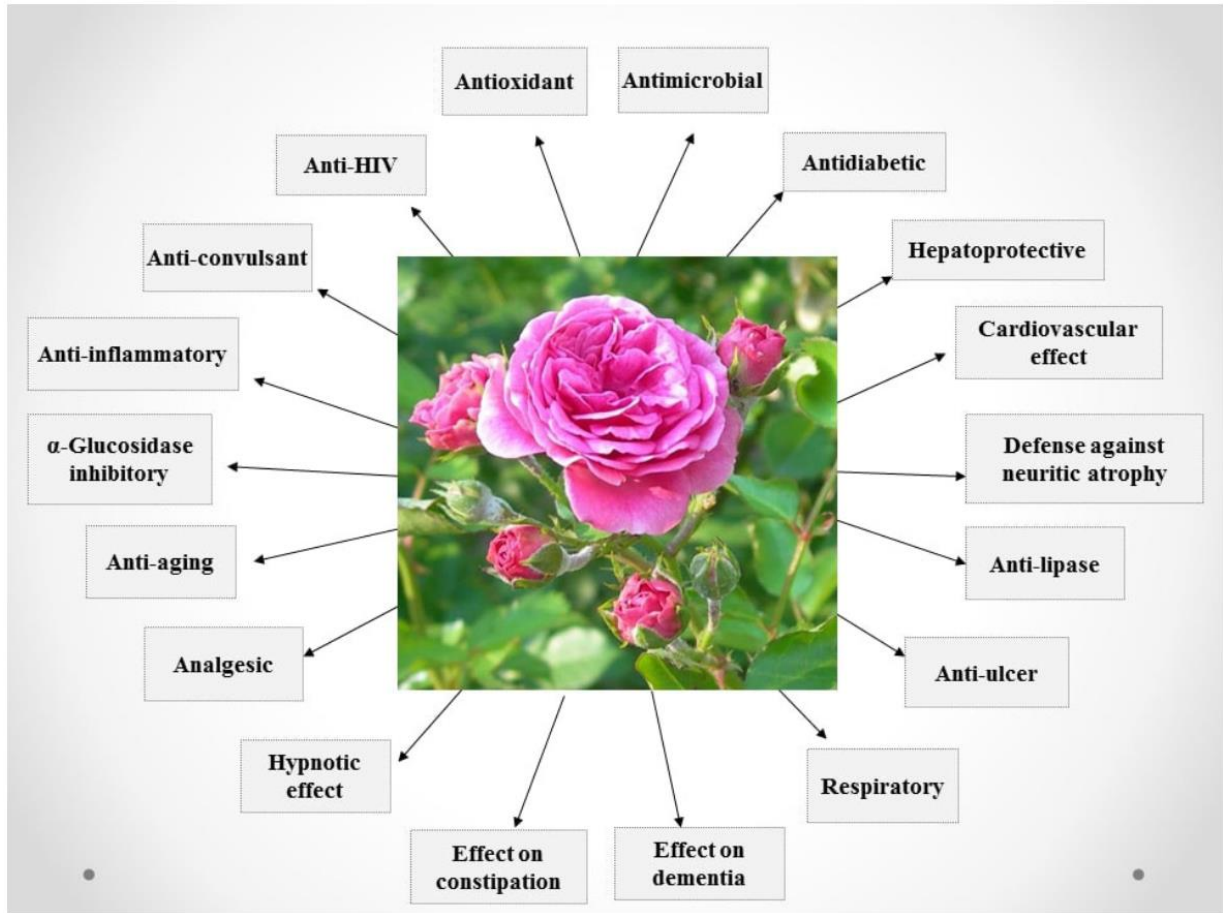 Antioxidant
Antimicrobial
Anti-HIV
Antidiabetic
Anti-convulsant
Hepatoprotective
Anti-inflammatory
Cardiovascular
effect
α-Glucosidase
inhibitory
Defense against
neuritic atrophy
Anti-aging
Anti-lipase
Analgesic
Anti-ulcer
Hypnotic
effect
Respiratory
Effect on
constipation
Effect on
dementia